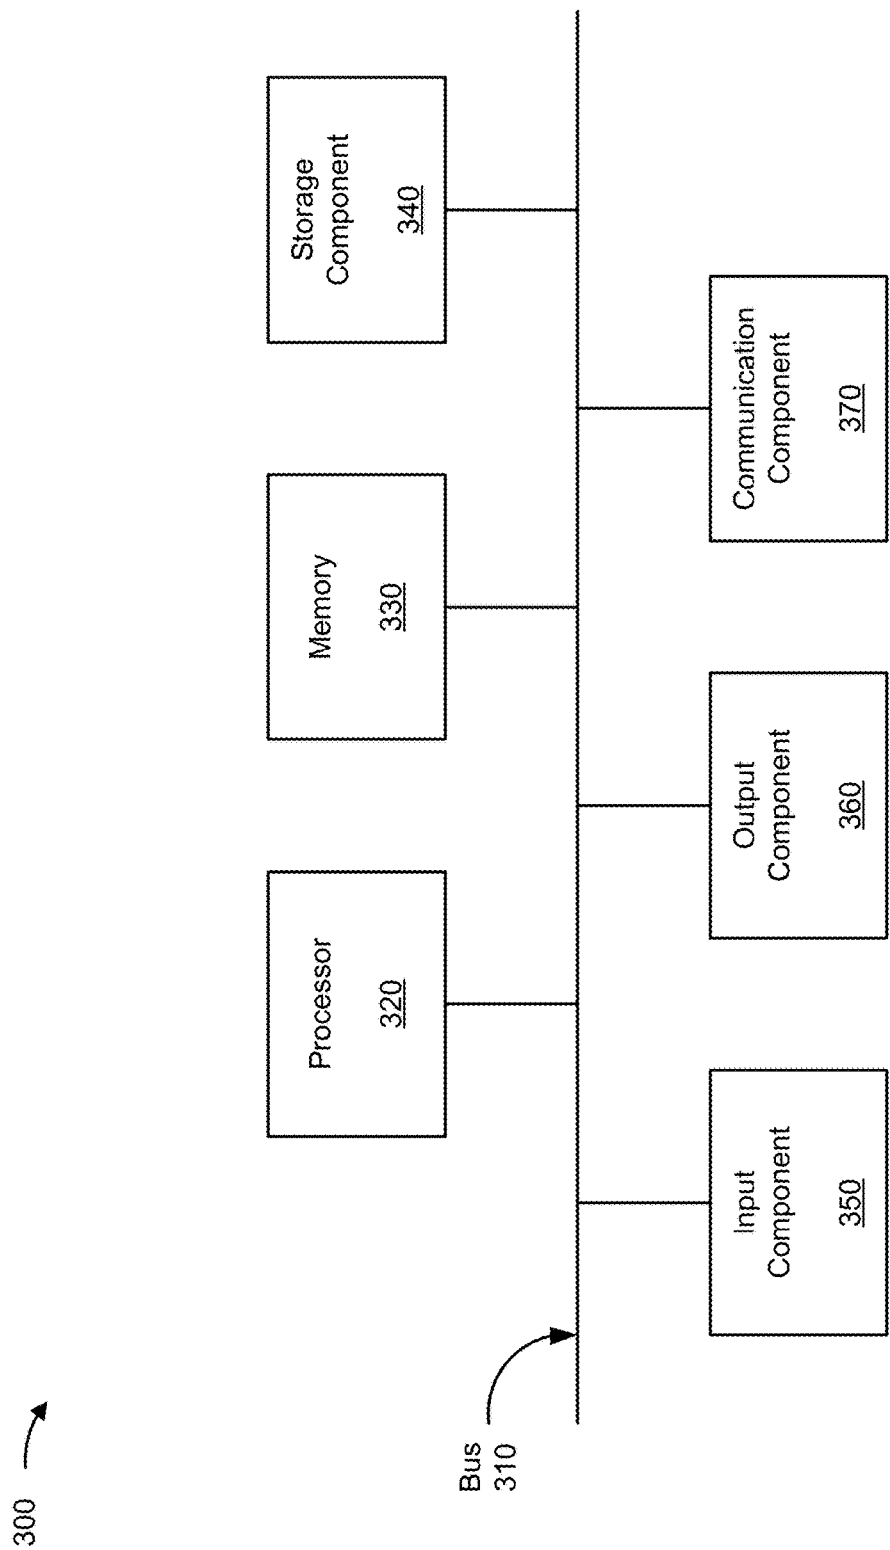 300
Bus
310
Processor
320
Memory
330
Storage
Component
340
Input
Component
350
Output
Component
360
Communication
Component
370